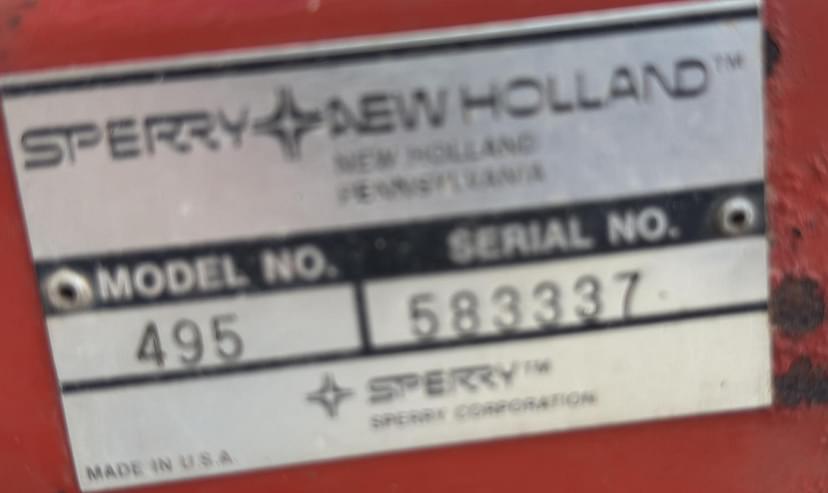 SPERRY NEW HOLLAND™
NEW HOLLAND
PENNSYLVANIA
MODEL NO. SERIAL NO.
495 583337
SPERRY™
SPERRY CORPORATION
MADE IN U.S.A.